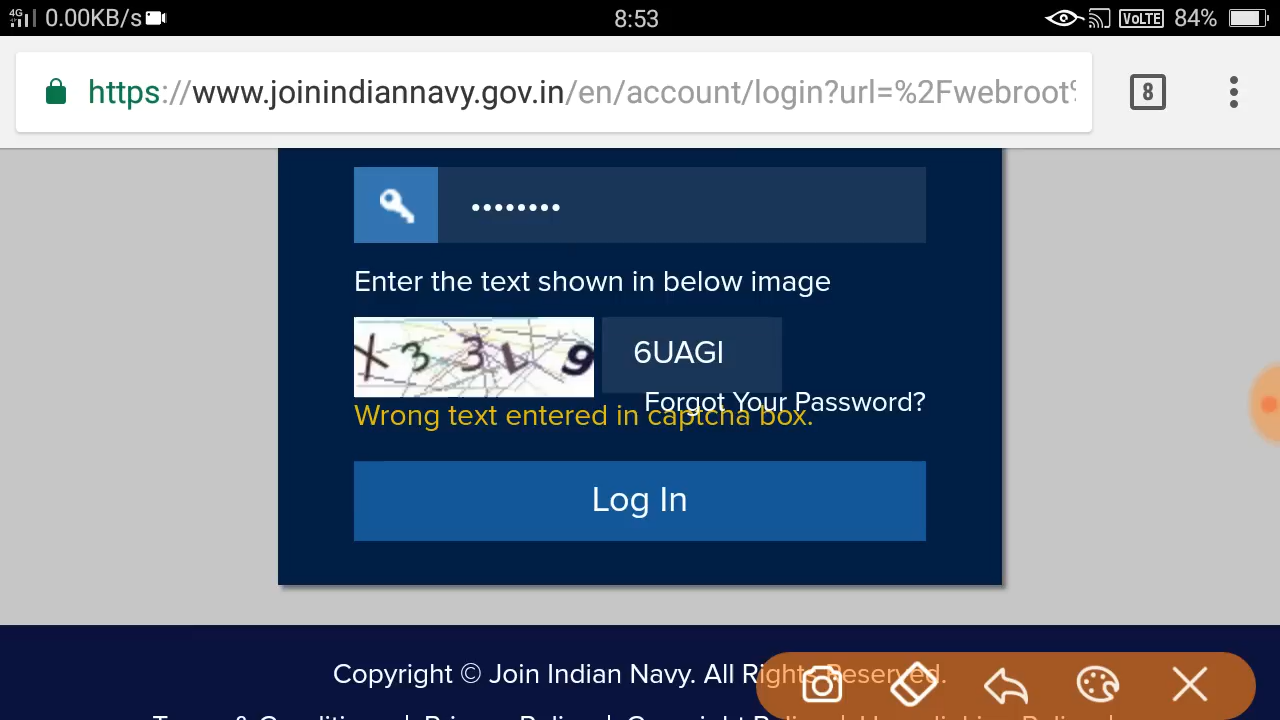 4G 0.00KB/s 8:53 VoLTE 84%
https://www.joinindiannavy.gov.in/en/account/login?url=%2Fwebroot% 8
••••••••
Enter the text shown in below image
6UAGI
Forgot Your Password?
Wrong text entered in captcha box.
Log In
Copyright © Join Indian Navy. All Rights Reserved.